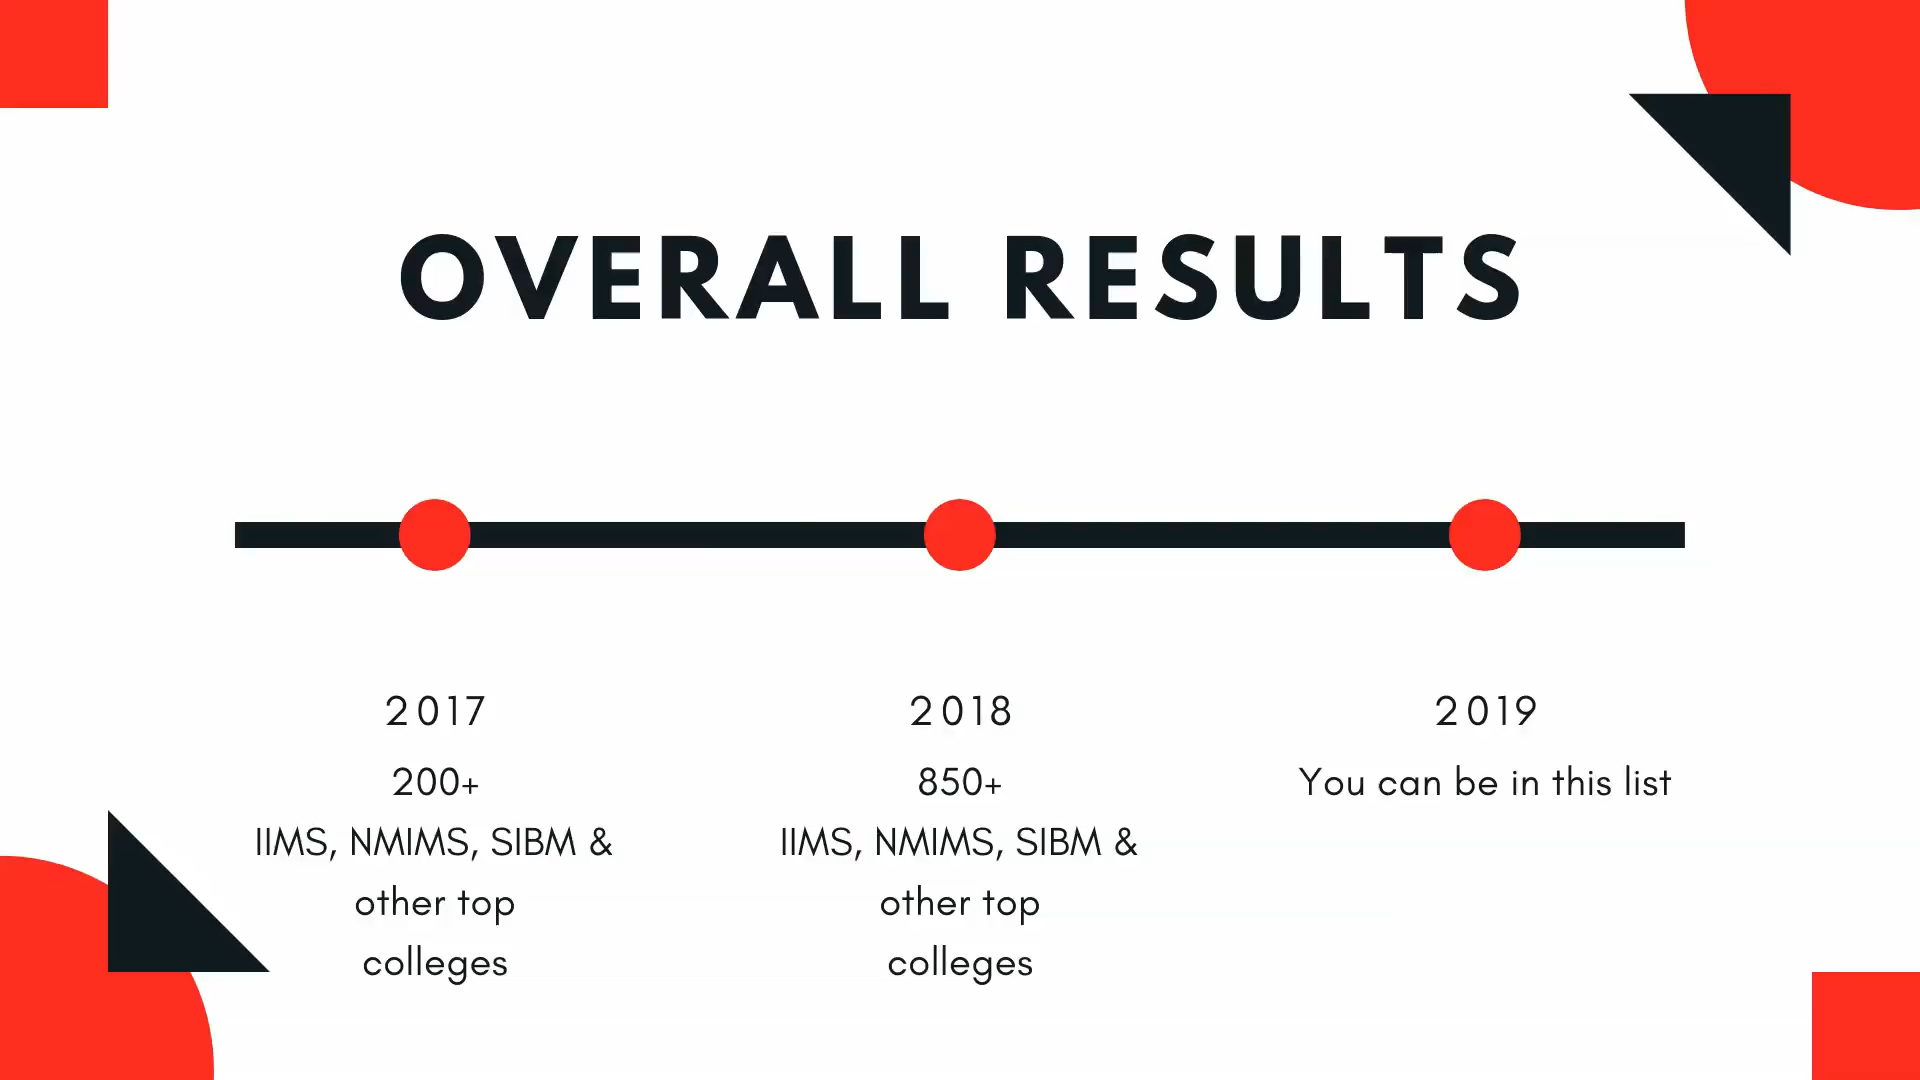 OVERALL RESULTS
2017
200+
IIMS, NMIMS, SIBM &
other top
colleges
2018
850+
IIMS, NMIMS, SIBM &
other top
colleges
2019
You can be in this list